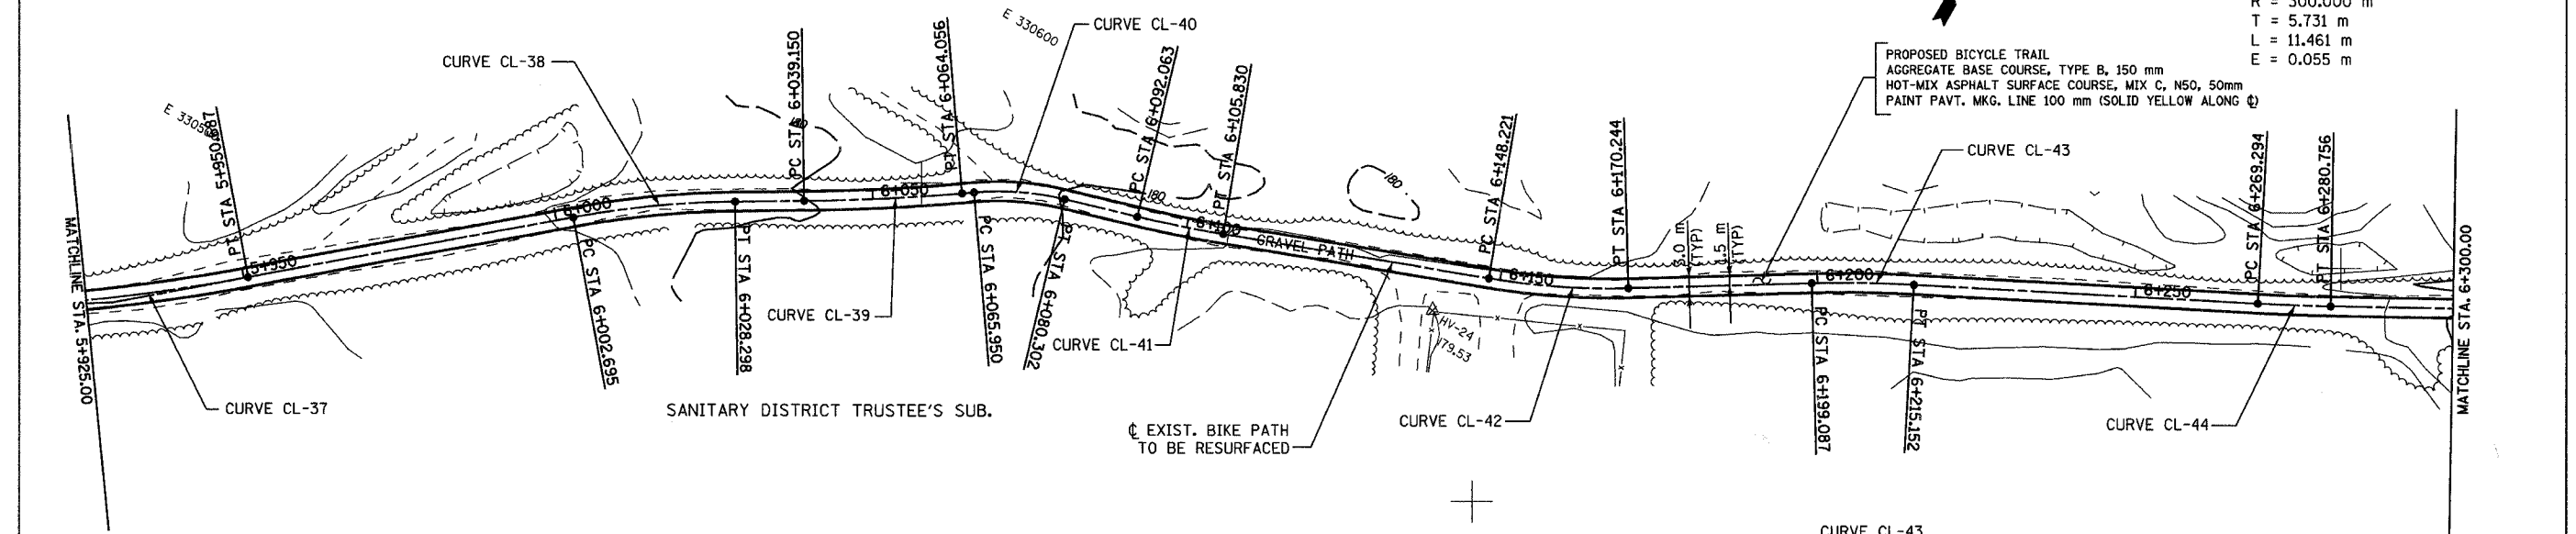 R = 300.000 m
T = 5.731 m
L = 11.461 m
E = 0.055 m
E 330600
CURVE CL-40
CURVE CL-38
PROPOSED BICYCLE TRAIL
AGGREGATE BASE COURSE, TYPE B, 150 mm
HOT-MIX ASPHALT SURFACE COURSE, MIX C, N50, 50mm
PAINT PAVT. MKG. LINE 100 mm (SOLID YELLOW ALONG ℄)
CURVE CL-43
PT STA 5+950.687
PC STA 6+039.150
PT STA 6+064.056
PC STA 6+092.063
PT STA 6+105.830
PC STA 6+148.221
PT STA 6+170.244
PC STA 6+269.294
PT STA 6+280.756
180
180
180
3.0 m
(TYP)
1.5 m
(TYP)
MATCHLINE STA. 5+925.00
5+950
6+000
6+050
6+100
GRAVEL PATH
6+150
6+200
6+250
MATCHLINE STA. 6+300.00
PC STA 6+002.695
PT STA 6+028.298
PC STA 6+065.950
PT STA 6+080.302
PC STA 6+199.087
PT STA 6+215.152
HV-24
179.53
CURVE CL-39
CURVE CL-41
CURVE CL-37
SANITARY DISTRICT TRUSTEE'S SUB.
℄ EXIST. BIKE PATH
TO BE RESURFACED
CURVE CL-42
CURVE CL-44
CURVE CL-43